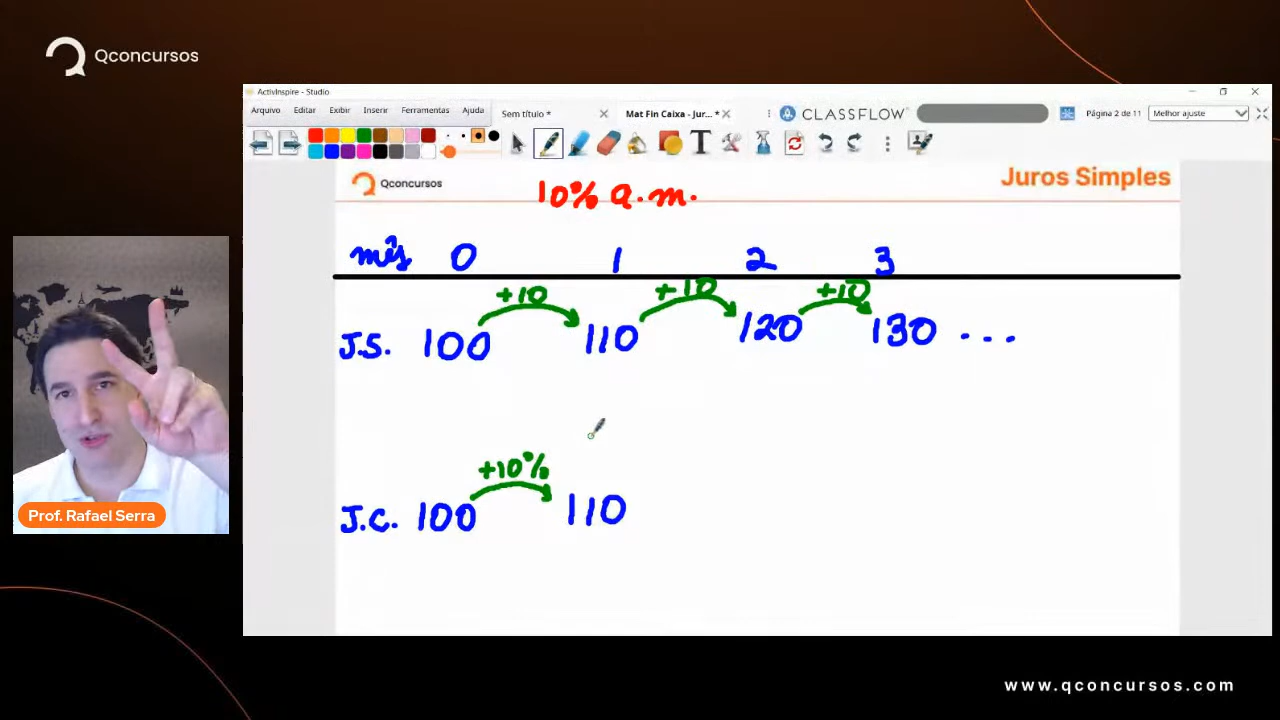 Qconcursos
ActivInspire - Studio
Arquivo Editar Exibir Inserir Ferramentas Ajuda
Sem título *
Mat Fin Caixa - Jur... *
CLASSFLOW
Página 2 de 11
Melhor ajuste
Qconcursos
10% a.m.
Juros Simples
mês 0 1 2 3
+10 +10 +10
J.S. 100 110 120 130 ...
+10%
J.C. 100 110
Prof. Rafael Serra
www.qconcursos.com